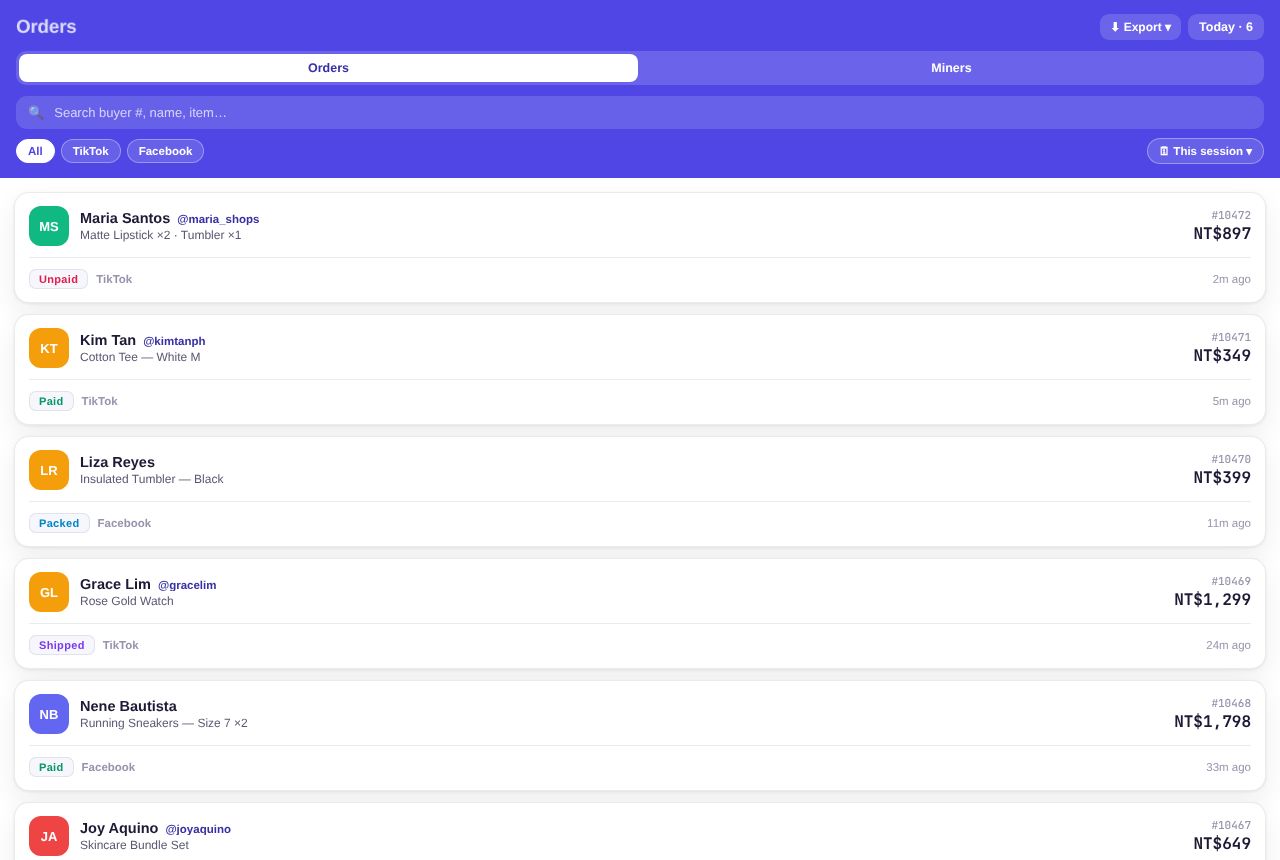 Orders
⬇ Export ▾
Today · 6
Orders
Miners
🔍 Search buyer #, name, item…
All
TikTok
Facebook
🗓 This session ▾
MS
Maria Santos @maria_shops
Matte Lipstick ×2 · Tumbler ×1
#10472
NT$897
Unpaid TikTok
2m ago
KT
Kim Tan @kimtanph
Cotton Tee — White M
#10471
NT$349
Paid TikTok
5m ago
LR
Liza Reyes
Insulated Tumbler — Black
#10470
NT$399
Packed Facebook
11m ago
GL
Grace Lim @gracelim
Rose Gold Watch
#10469
NT$1,299
Shipped TikTok
24m ago
NB
Nene Bautista
Running Sneakers — Size 7 ×2
#10468
NT$1,798
Paid Facebook
33m ago
JA
Joy Aquino @joyaquino
Skincare Bundle Set
#10467
NT$649